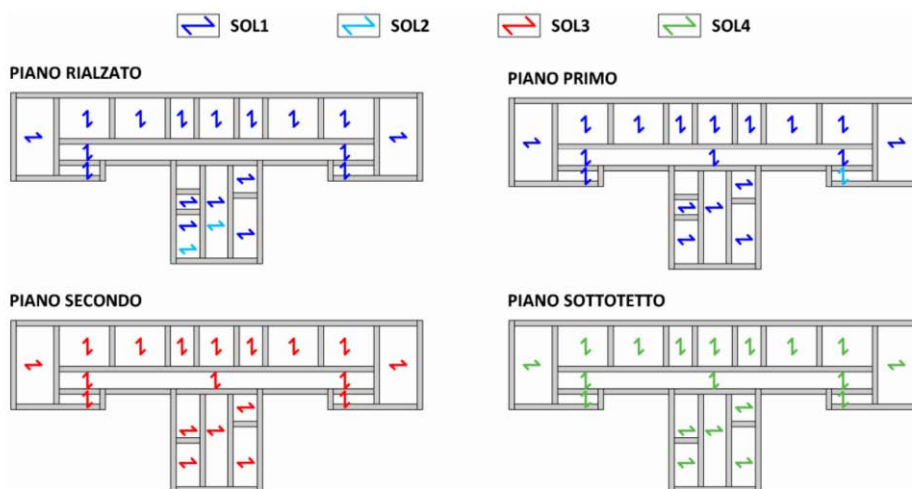 SOL1 SOL2 SOL3 SOL4
PIANO RIALZATO PIANO PRIMO
PIANO SECONDO PIANO SOTTOTETTO